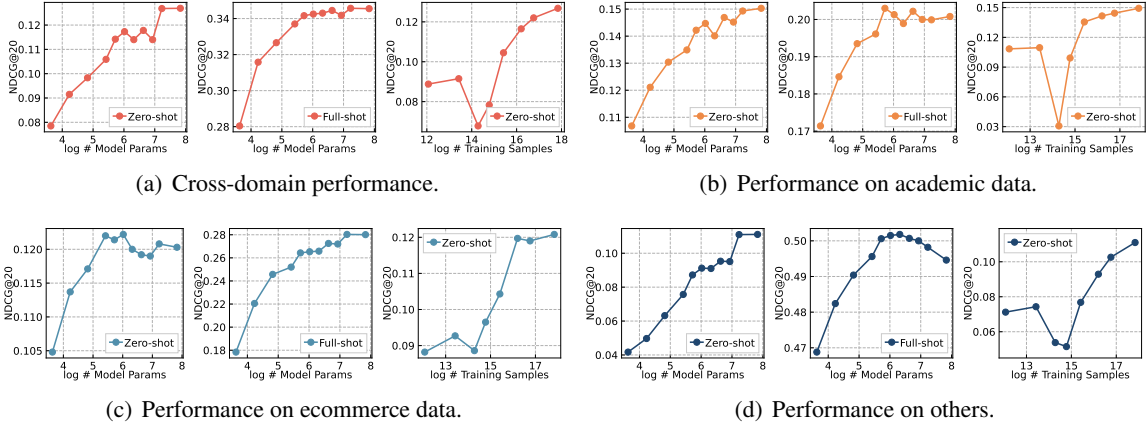 NDCG@20
0.12
0.11
0.10
0.09
0.08
4 5 6 7 8
log # Model Params
Zero-shot
NDCG@20
0.34
0.32
0.30
0.28
4 5 6 7 8
log # Model Params
Full-shot
NDCG@20
0.12
0.10
0.08
12 14 16 18
log # Training Samples
Zero-shot
(a) Cross-domain performance.
NDCG@20
0.15
0.14
0.13
0.12
0.11
4 5 6 7 8
log # Model Params
Zero-shot
NDCG@20
0.20
0.19
0.18
0.17
4 5 6 7 8
log # Model Params
Full-shot
NDCG@20
0.15
0.12
0.09
0.06
0.03
13 15 17
log # Training Samples
Zero-shot
(b) Performance on academic data.
NDCG@20
0.120
0.115
0.110
0.105
4 5 6 7 8
log # Model Params
Zero-shot
NDCG@20
0.28
0.26
0.24
0.22
0.20
0.18
4 5 6 7 8
log # Model Params
Full-shot
NDCG@20
0.12
0.11
0.10
0.09
13 15 17
log # Training Samples
Zero-shot
(c) Performance on ecommerce data.
NDCG@20
0.10
0.08
0.06
0.04
4 5 6 7 8
log # Model Params
Zero-shot
NDCG@20
0.50
0.49
0.48
0.47
4 5 6 7 8
log # Model Params
Full-shot
NDCG@20
0.10
0.08
0.06
13 15 17
log # Training Samples
Zero-shot
(d) Performance on others.